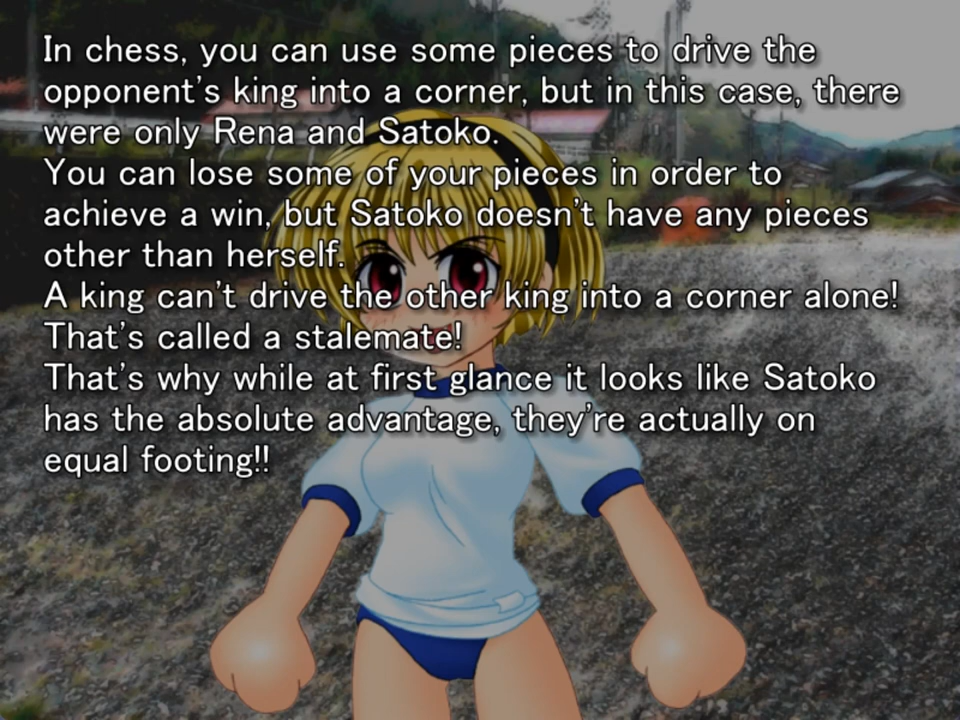 In chess, you can use some pieces to drive the
opponent's king into a corner, but in this case, there
were only Rena and Satoko.
You can lose some of your pieces in order to
achieve a win, but Satoko doesn't have any pieces
other than herself.
A king can't drive the other king into a corner alone!
That's called a stalemate!
That's why while at first glance it looks like Satoko
has the absolute advantage, they're actually on
equal footing!!